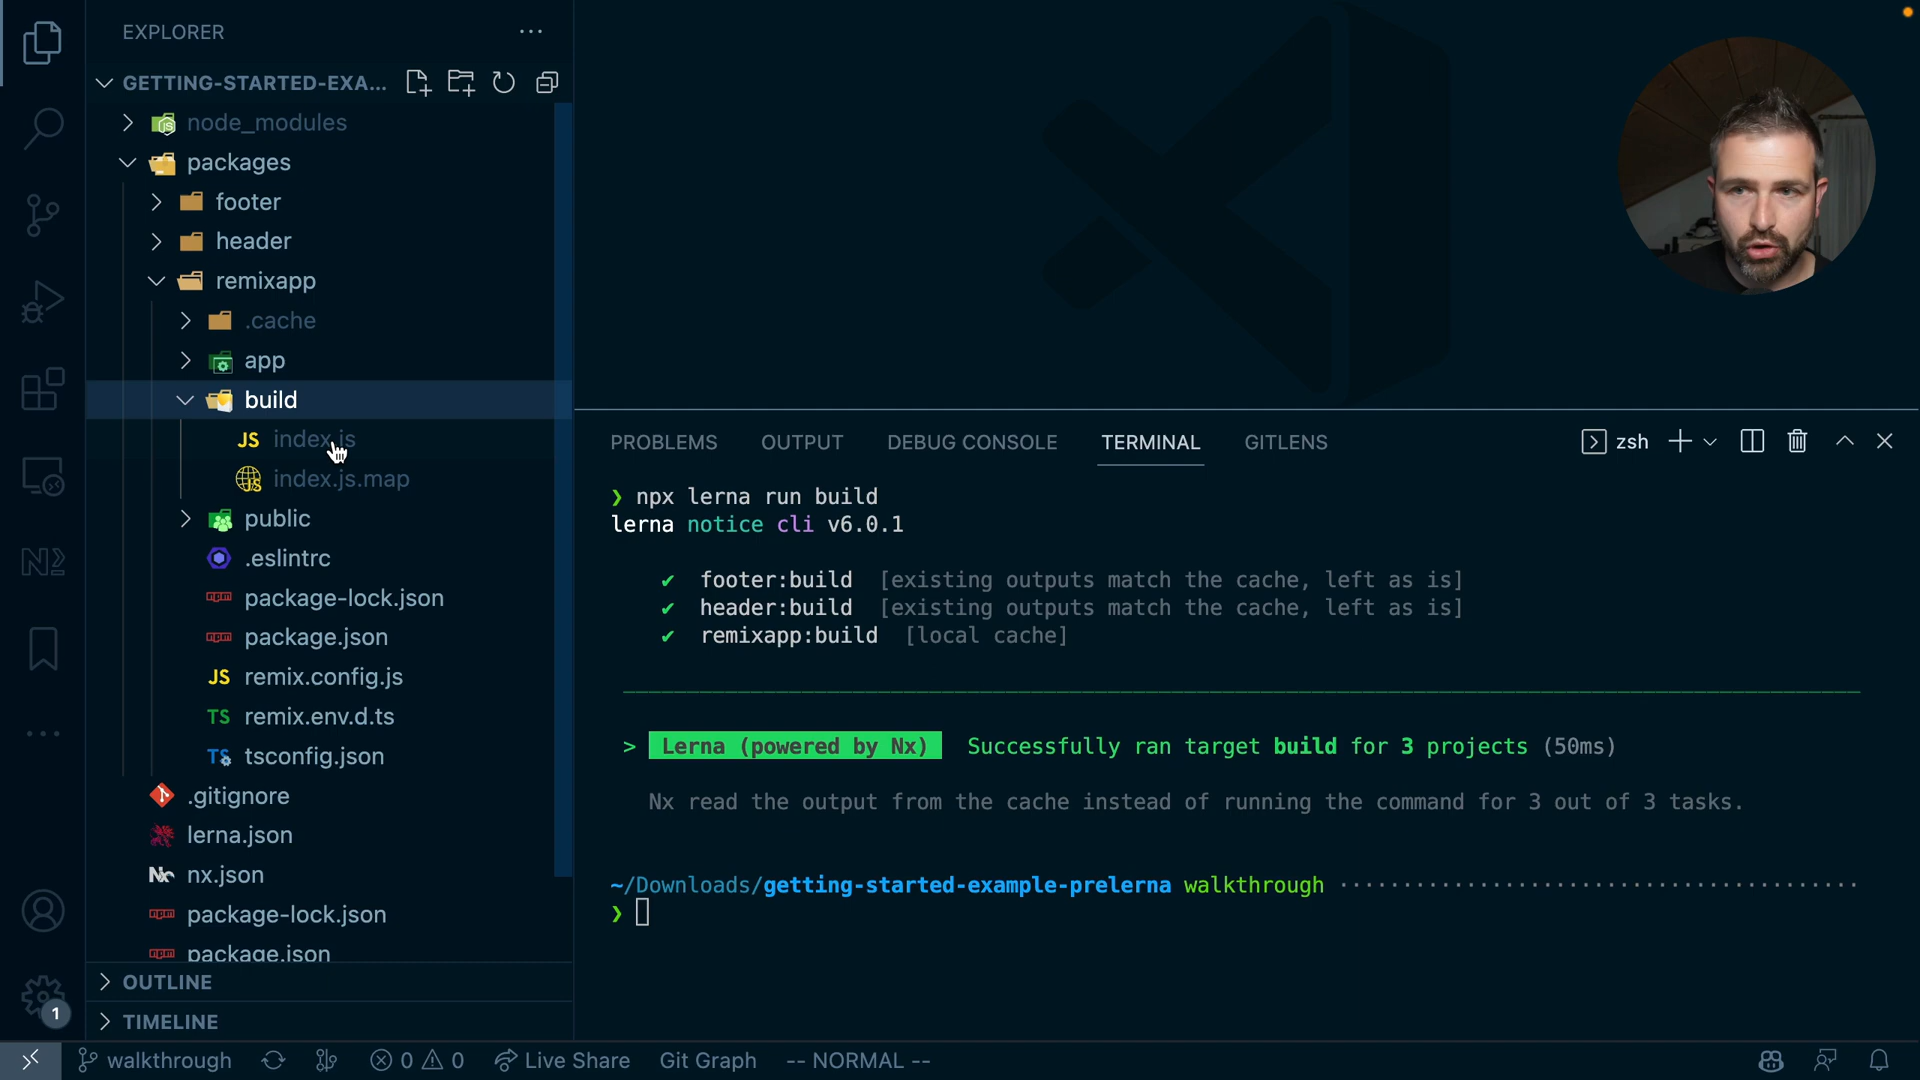 EXPLORER
GETTING-STARTED-EXA...
node_modules
packages
footer
header
remixapp
.cache
app
build
JS index.js
index.js.map
public
.eslintrc
package-lock.json
package.json
JS remix.config.js
TS remix.env.d.ts
TS tsconfig.json
.gitignore
lerna.json
nx.json
package-lock.json
package.json
OUTLINE
TIMELINE
1
PROBLEMS OUTPUT DEBUG CONSOLE TERMINAL GITLENS zsh
❯ npx lerna run build
lerna notice cli v6.0.1
✔ footer:build [existing outputs match the cache, left as is]
✔ header:build [existing outputs match the cache, left as is]
✔ remixapp:build [local cache]
> Lerna (powered by Nx) Successfully ran target build for 3 projects (50ms)
Nx read the output from the cache instead of running the command for 3 out of 3 tasks.
~/Downloads/getting-started-example-prelerna walkthrough
❯
walkthrough 0 0 Live Share Git Graph -- NORMAL --